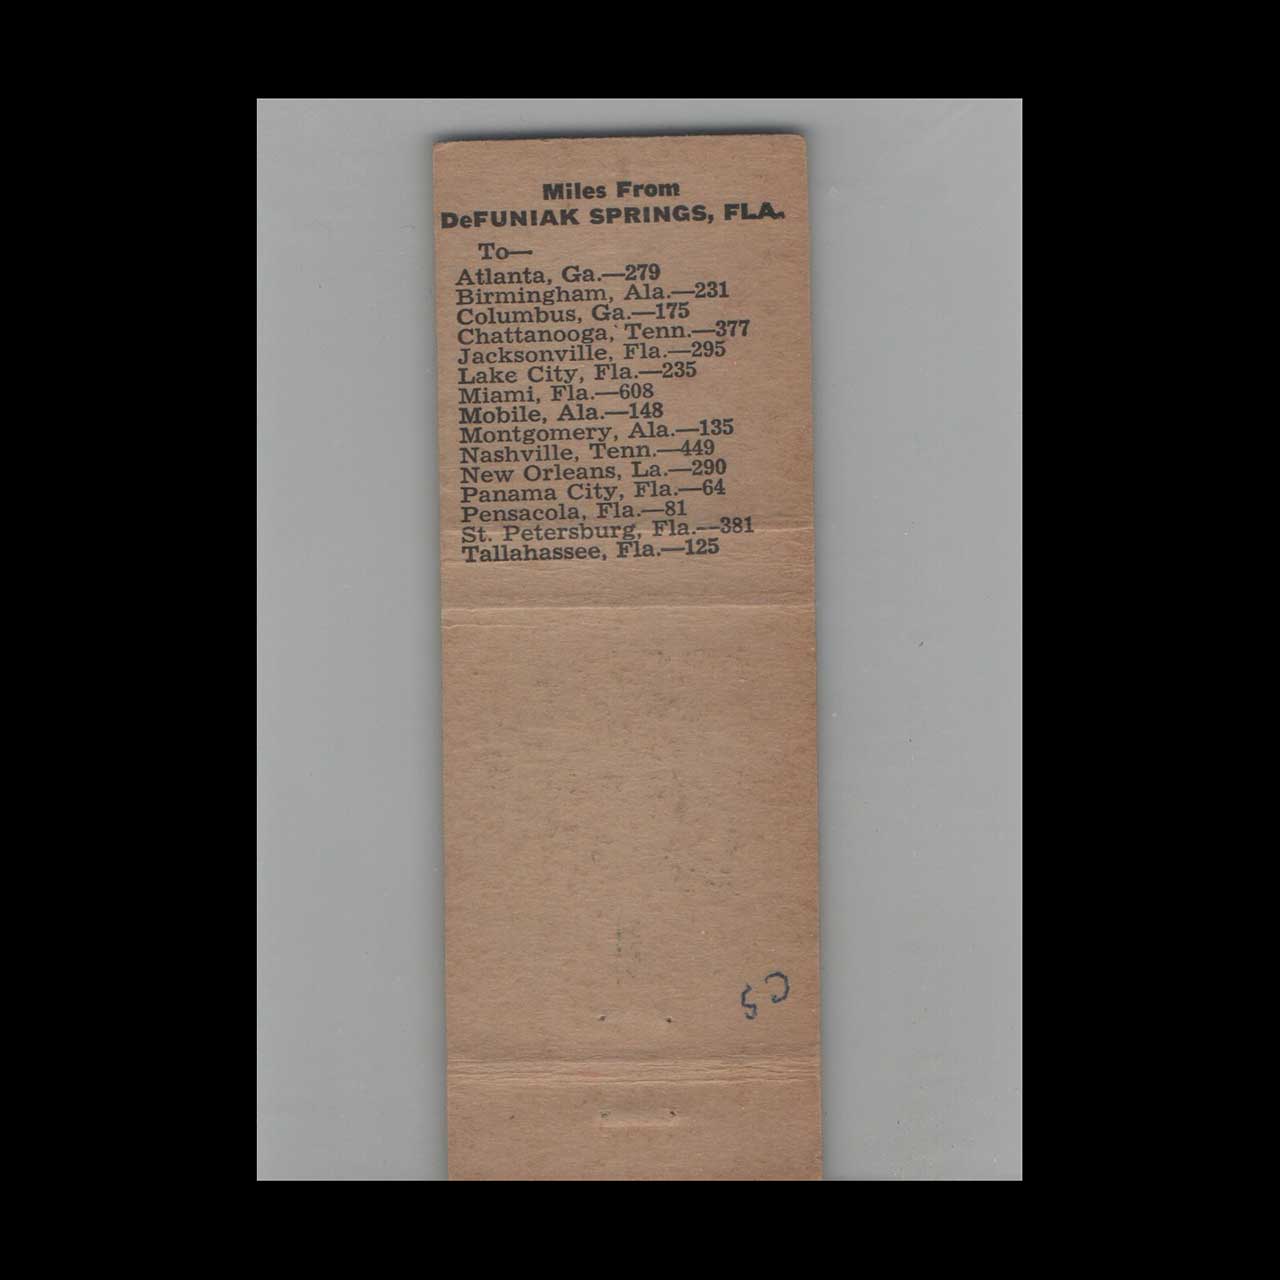 Miles From
DeFUNIAK SPRINGS, FLA.
To—
Atlanta, Ga.—279
Birmingham, Ala.—231
Columbus, Ga.—175
Chattanooga, Tenn.—377
Jacksonville, Fla.—295
Lake City, Fla.—235
Miami, Fla.—608
Mobile, Ala.—148
Montgomery, Ala.—135
Nashville, Tenn.—449
New Orleans, La.—290
Panama City, Fla.—64
Pensacola, Fla.—81
St. Petersburg, Fla.—381
Tallahassee, Fla.—125